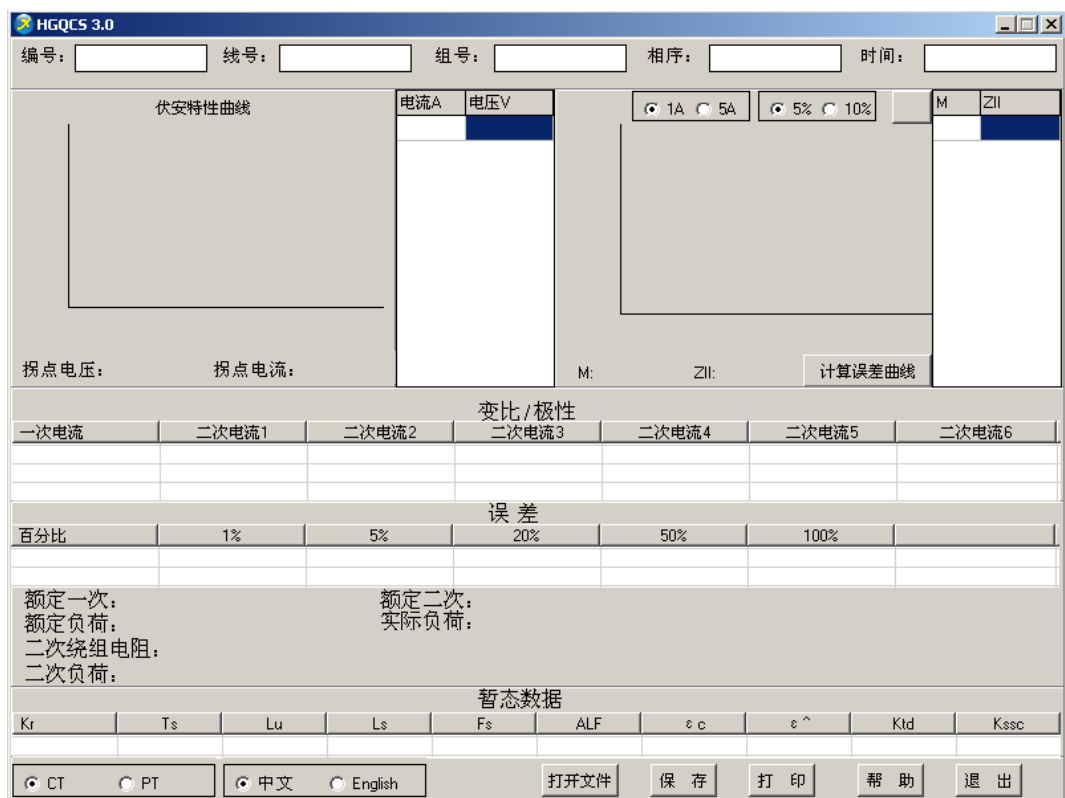 HGQCS 3.0
编号： 线号： 组号： 相序： 时间：
伏安特性曲线 电流A 电压V 1A 5A 5% 10% M ZII
拐点电压： 拐点电流： M: ZII: 计算误差曲线
变比/极性
一次电流 二次电流1 二次电流2 二次电流3 二次电流4 二次电流5 二次电流6
误 差
百分比 1% 5% 20% 50% 100%
额定一次： 额定二次：
额定负荷： 实际负荷：
二次绕组电阻：
二次负荷：
暂态数据
Kr Ts Lu Ls Fs ALF ε c ε ^ Ktd Kssc
CT PT 中文 English 打开文件 保 存 打 印 帮 助 退 出